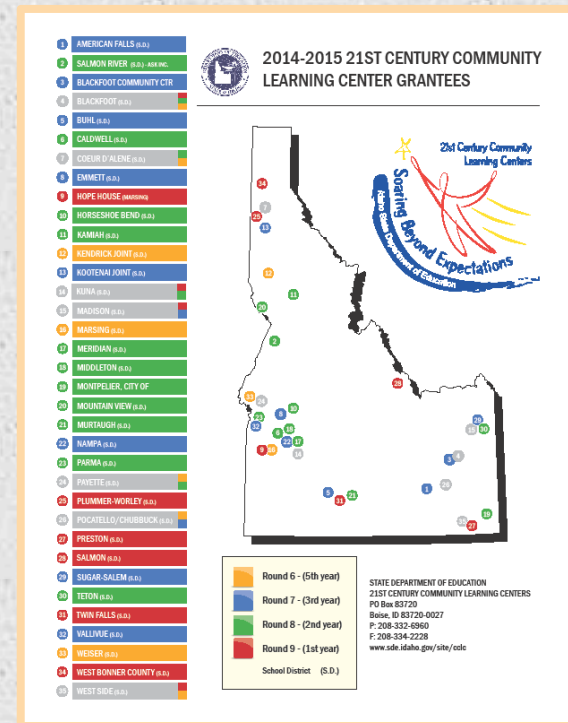 1 AMERICAN FALLS (S.D.)
2 SALMON RIVER (S.D.) - ASE INC.
3 BLACKFOOT COMMUNITY CTR
4 BLACKFOOT (S.D.)
5 BUHL (S.D.)
6 CALDWELL (S.D.)
7 COEUR D'ALENE (S.D.)
8 EMMETT (S.D.)
9 HOPE HOUSE (MARSING)
10 HORSESHOE BEND (S.D.)
11 KAMIAH (S.D.)
12 KENDRICK JOINT (S.D.)
13 KOOTENAI JOINT (S.D.)
14 KUNA (S.D.)
15 MADISON (S.D.)
16 MARSING (S.D.)
17 MERIDIAN (S.D.)
18 MIDDLETON (S.D.)
19 MONTPELIER, CITY OF
20 MOUNTAIN VIEW (S.D.)
21 MURTAUGH (S.D.)
22 NAMPA (S.D.)
23 PARMA (S.D.)
24 PAYETTE (S.D.)
25 PLUMMER-WORLEY (S.D.)
26 POCATELLO/CHUBBUCK (S.D.)
27 PRESTON (S.D.)
28 SALMON (S.D.)
29 SUGAR-SALEM (S.D.)
30 TETON (S.D.)
31 TWIN FALLS (S.D.)
32 VALLIVUE (S.D.)
33 WEISER (S.D.)
34 WEST BONNER COUNTY (S.D.)
35 WEST SIDE (S.D.)
2014-2015 21ST CENTURY COMMUNITY
LEARNING CENTER GRANTEES
21st Century Community
Learning Centers
Soaring Beyond Expectations
Idaho State Department of Education
34
7
25
13
12
11
20
2
28
33
24
10
8
23
32
6
18
22
17
9
16
14
29
15
30
3
4
5
31
21
1
26
19
35
27
Round 6 - (5th year)
Round 7 - (3rd year)
Round 8 - (2nd year)
Round 9 - (1st year)
School District (S.D.)
STATE DEPARTMENT OF EDUCATION
21ST CENTURY COMMUNITY LEARNING CENTERS
PO Box 83720
Boise, ID 83720-0027
P: 208-332-6960
F: 208-334-2228
www.sde.idaho.gov/site/cclc